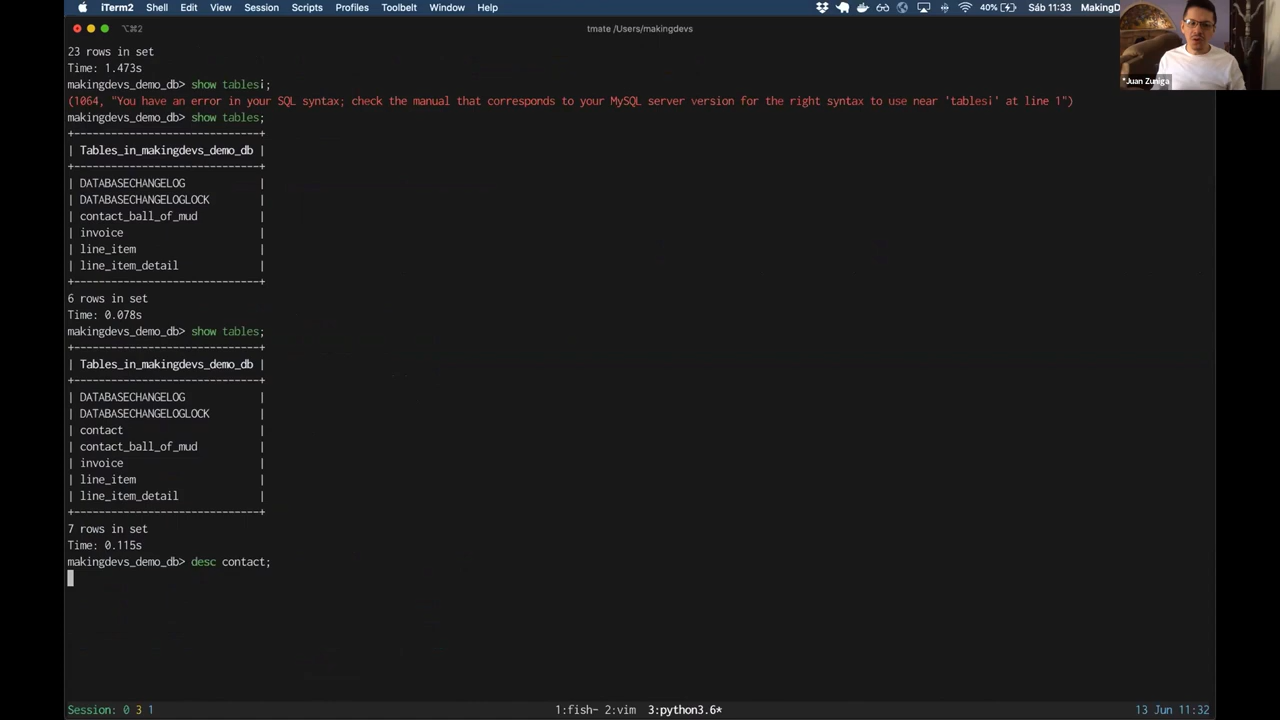 iTerm2 Shell Edit View Session Scripts Profiles Toolbelt Window Help 40% Sáb 11:33 MakingD
⌥⌘2 tmate /Users/makingdevs
*Juan Zuniga
23 rows in set
Time: 1.473s
makingdevs_demo_db> show tables¡;
(1064, "You have an error in your SQL syntax; check the manual that corresponds to your MySQL server version for the right syntax to use near 'tables¡' at line 1")
makingdevs_demo_db> show tables;
+------------------------------+
| Tables_in_makingdevs_demo_db |
+------------------------------+
| DATABASECHANGELOG            |
| DATABASECHANGELOGLOCK        |
| contact_ball_of_mud          |
| invoice                      |
| line_item                    |
| line_item_detail             |
+------------------------------+
6 rows in set
Time: 0.078s
makingdevs_demo_db> show tables;
+------------------------------+
| Tables_in_makingdevs_demo_db |
+------------------------------+
| DATABASECHANGELOG            |
| DATABASECHANGELOGLOCK        |
| contact                      |
| contact_ball_of_mud          |
| invoice                      |
| line_item                    |
| line_item_detail             |
+------------------------------+
7 rows in set
Time: 0.115s
makingdevs_demo_db> desc contact;
Session: 0 3 1 1:fish- 2:vim 3:python3.6* 13 Jun 11:32